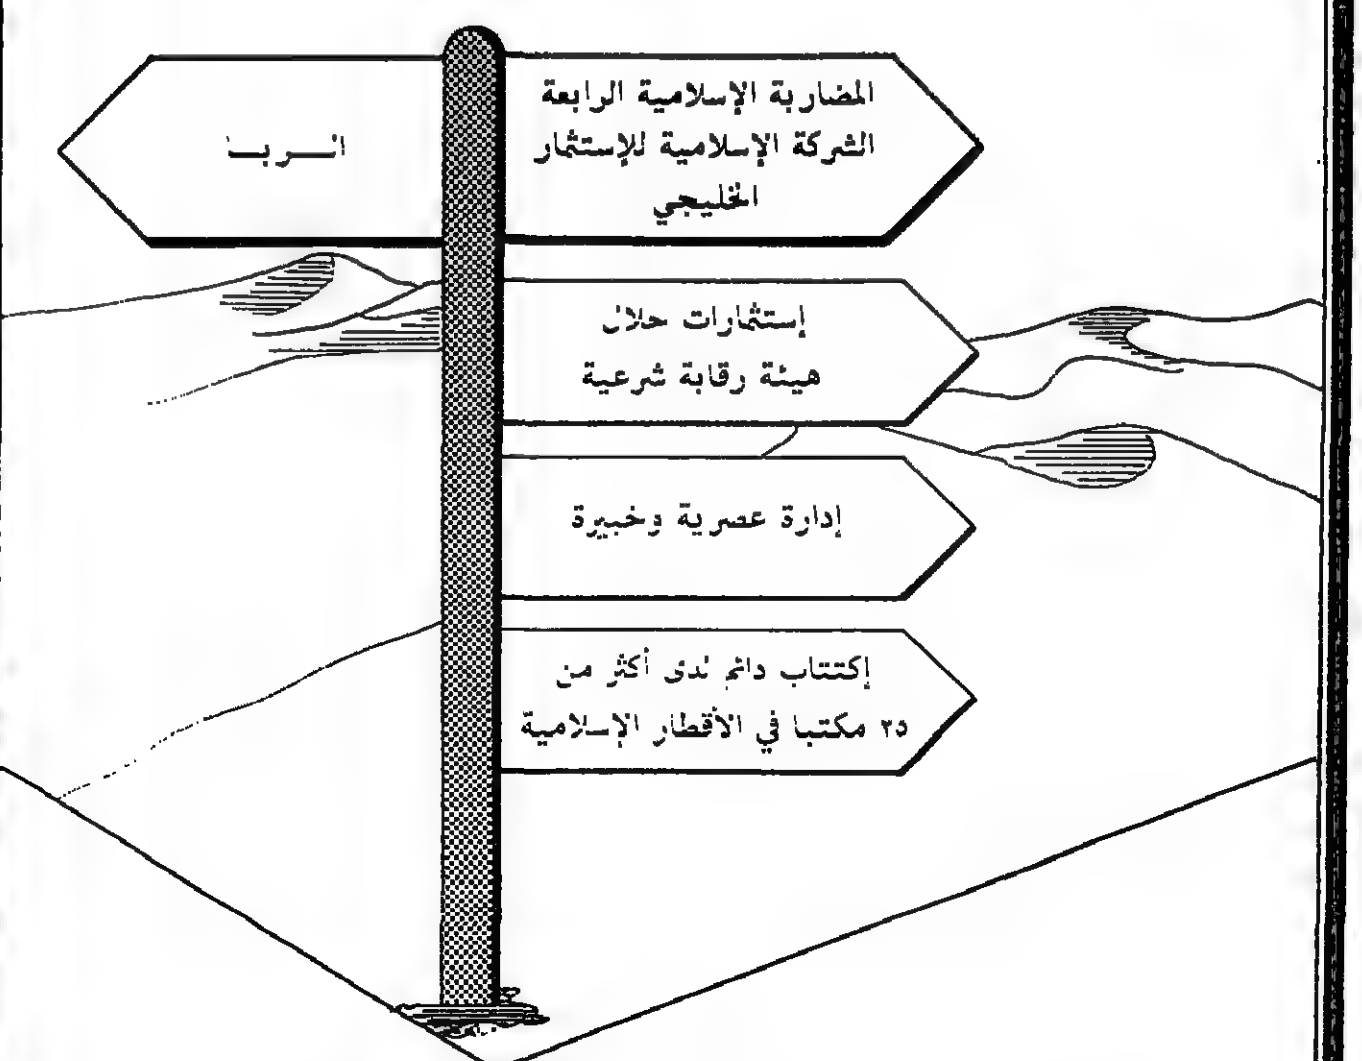 المضاربة الإسلامية الرابعة
الشركة الإسلامية للإستثمار
الخليجي
الـــربـــا
إستثمارات حلال
هيئة رقابة شرعية
إدارة عصرية وخبيرة
إكتتاب دائم لدى أكثر من
٢٥ مكتبا في الأقطار الإسلامية